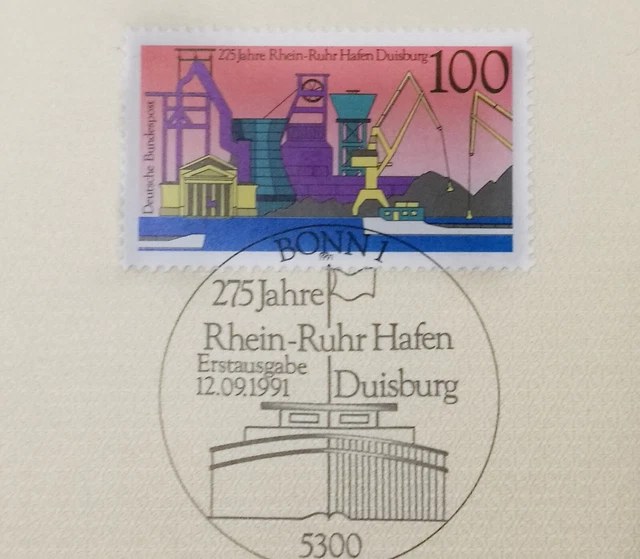 275 Jahre Rhein-Ruhr Hafen Duisburg
100
Deutsche Bundespost
BONN 1
275 Jahre
Rhein-Ruhr Hafen
Erstausgabe
12.09.1991
Duisburg
5300